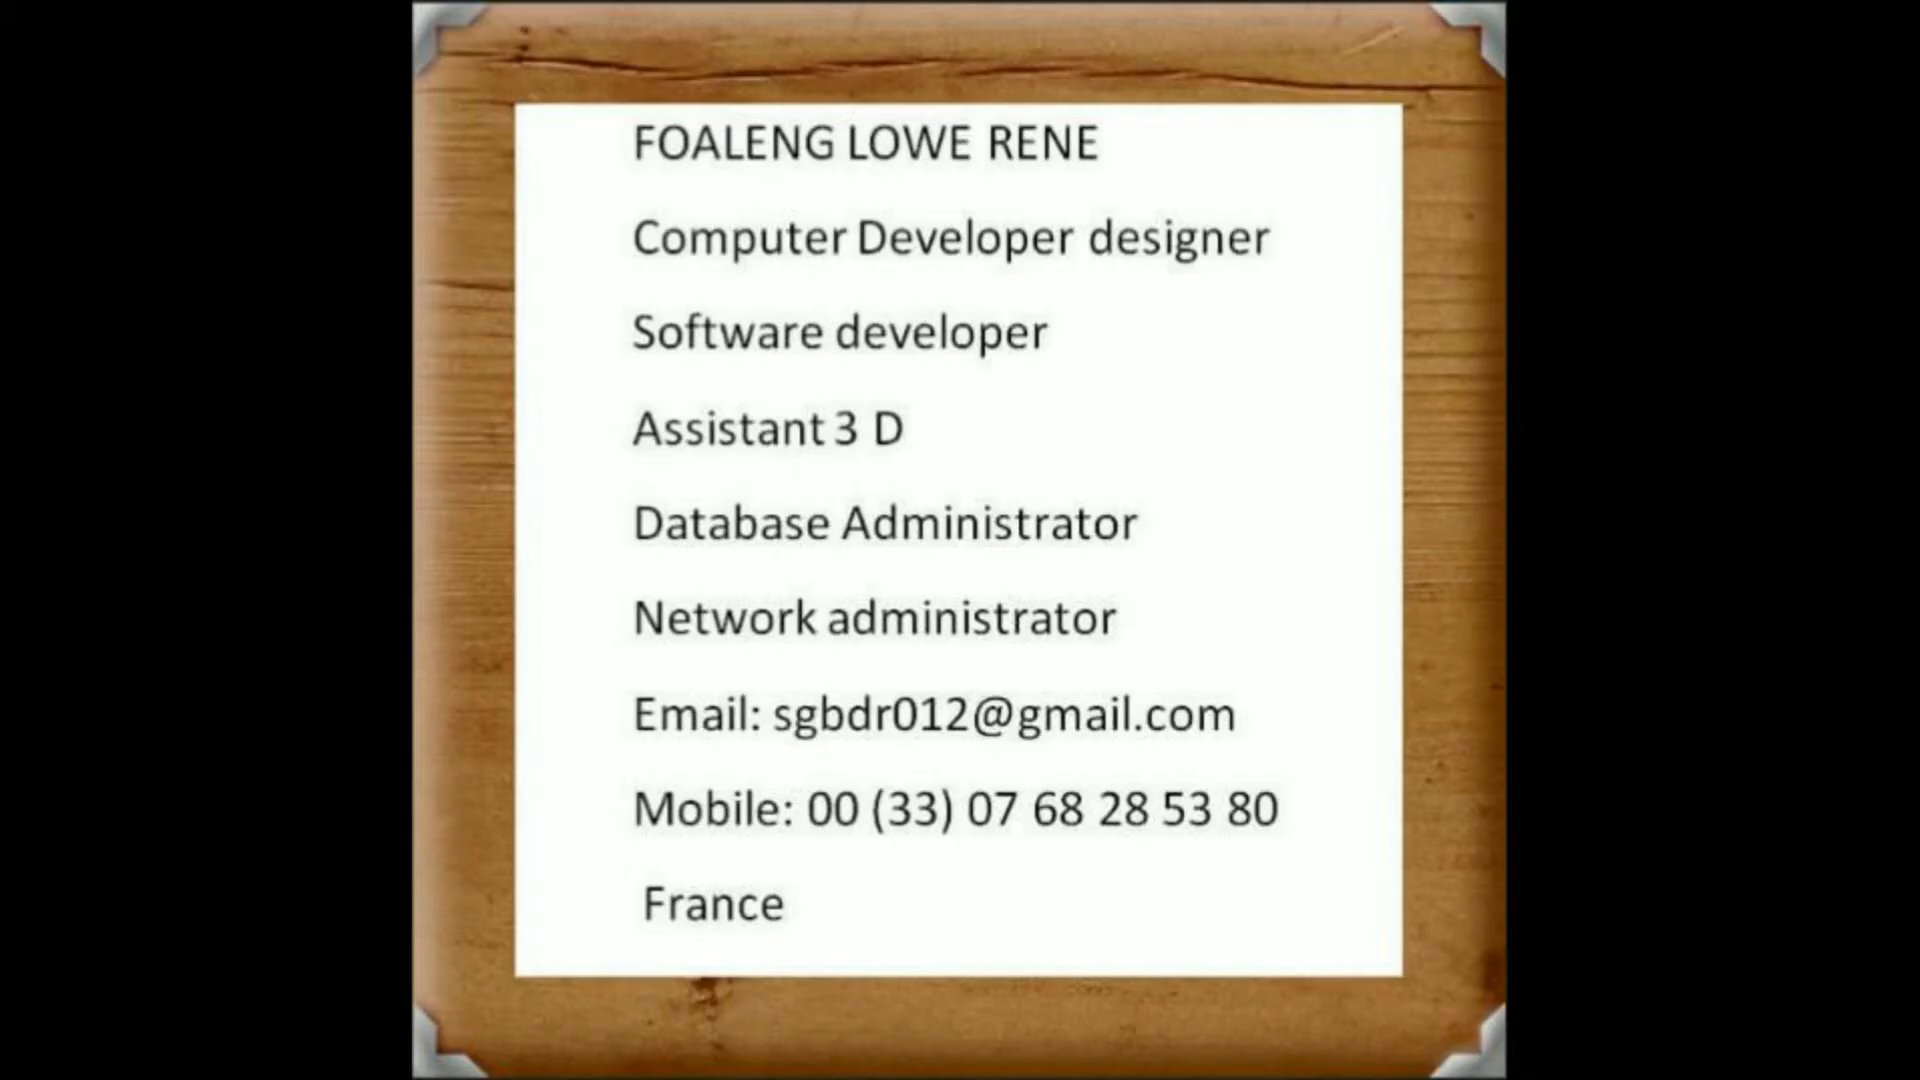 FOALENG LOWE RENE
Computer Developer designer
Software developer
Assistant 3 D
Database Administrator
Network administrator
Email: sgbdr012@gmail.com
Mobile: 00 (33) 07 68 28 53 80
France